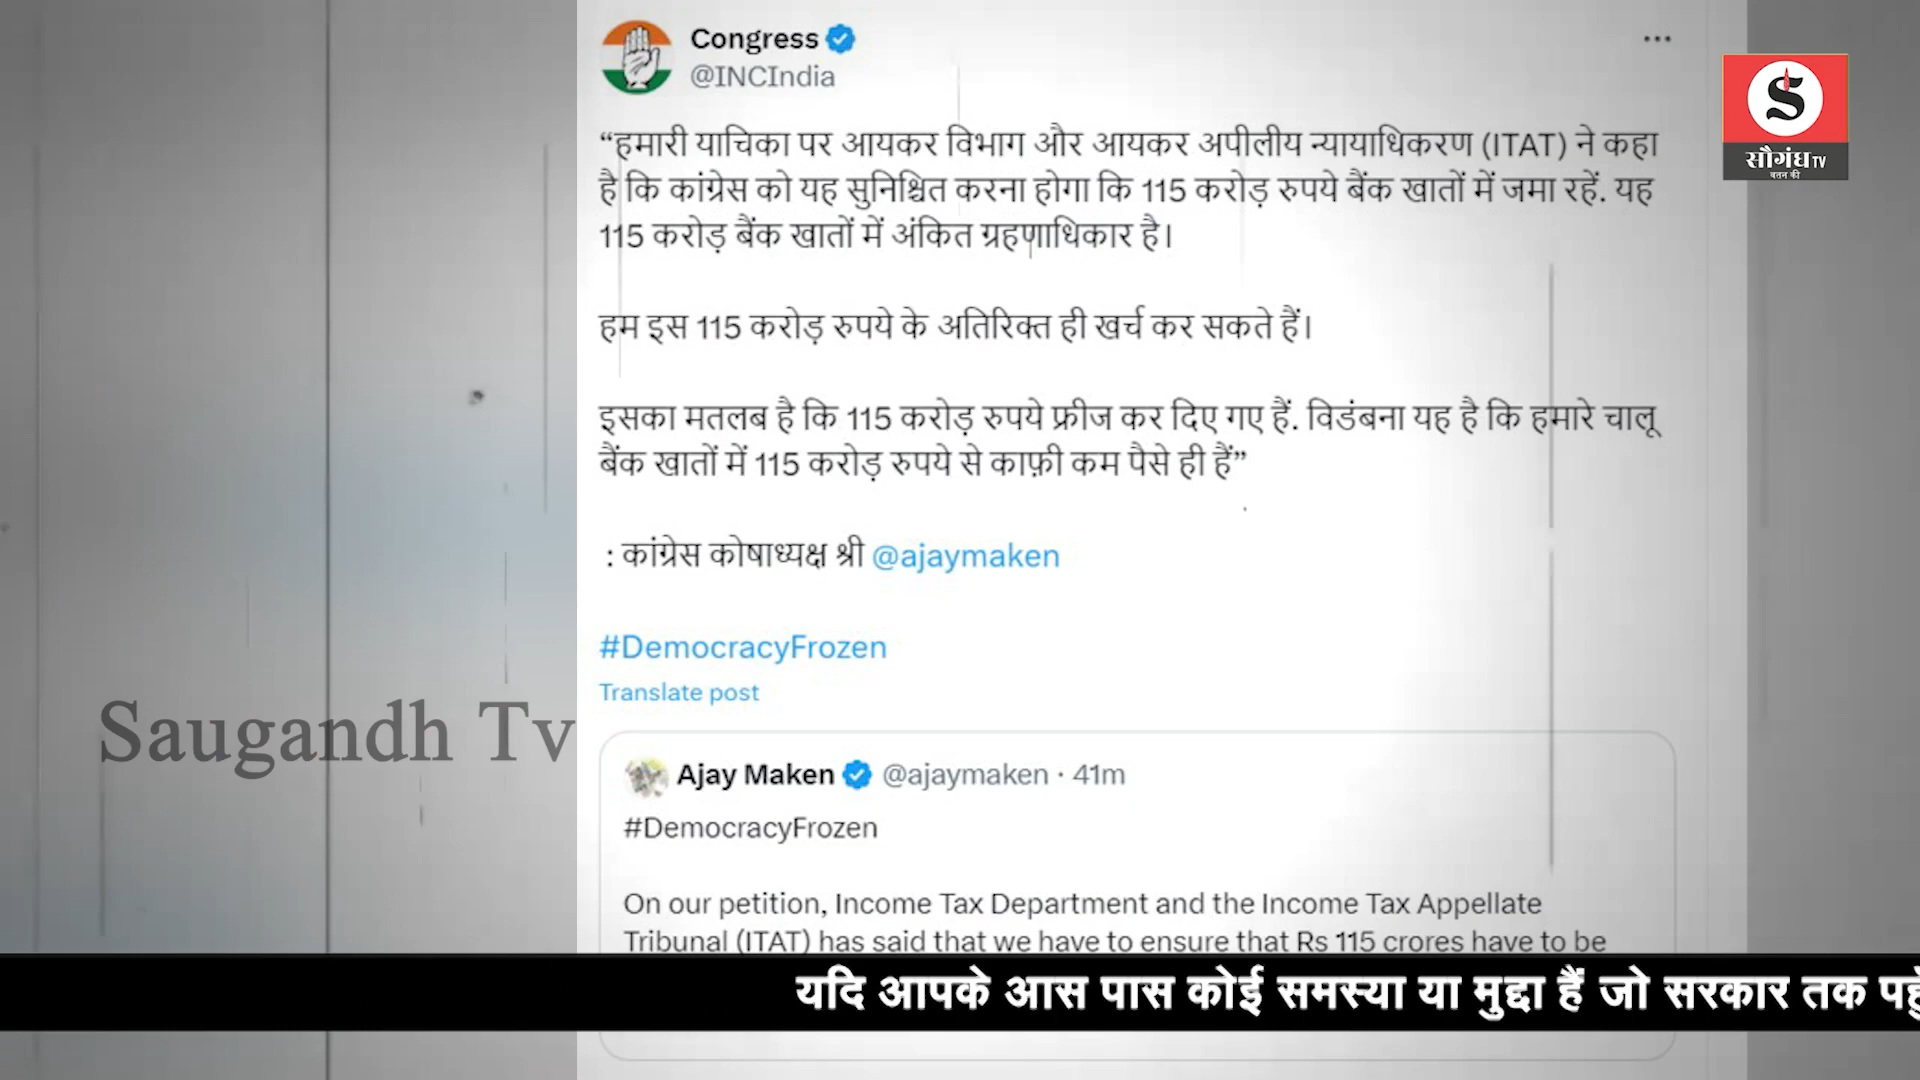 Congress
@INCIndia
“हमारी याचिका पर आयकर विभाग और आयकर अपीलीय न्यायाधिकरण (ITAT) ने कहा
है कि कांग्रेस को यह सुनिश्चित करना होगा कि 115 करोड़ रुपये बैंक खातों में जमा रहें. यह
115 करोड़ बैंक खातों में अंकित ग्रहणाधिकार है।
हम इस 115 करोड़ रुपये के अतिरिक्त ही खर्च कर सकते हैं।
इसका मतलब है कि 115 करोड़ रुपये फ्रीज कर दिए गए हैं. विडंबना यह है कि हमारे चालू
बैंक खातों में 115 करोड़ रुपये से काफ़ी कम पैसे ही हैं”
: कांग्रेस कोषाध्यक्ष श्री @ajaymaken
#DemocracyFrozen
Translate post
Ajay Maken @ajaymaken · 41m
#DemocracyFrozen
On our petition, Income Tax Department and the Income Tax Appellate
Tribunal (ITAT) has said that we have to ensure that Rs 115 crores have to be
S
सौगंध TV
वतन की
Saugandh Tv
यदि आपके आस पास कोई समस्या या मुद्दा हैं जो सरकार तक